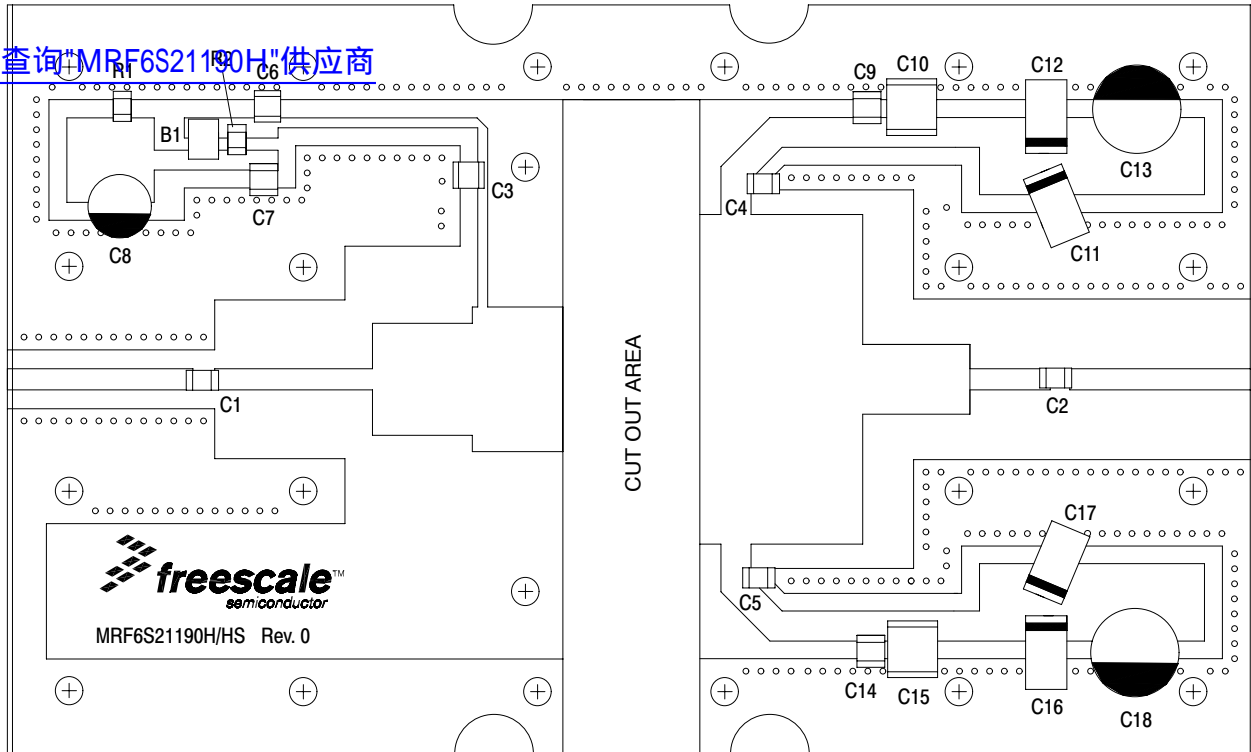 查询"MRF6S21190H"供应商
R2
R1
C6
B1
C3
C7
C8
C9
C10
C12
C13
C4
C11
C1
CUT OUT AREA
C2
C17
C5
C14
C15
C16
C18
freescale™
semiconductor
MRF6S21190H/HS Rev. 0